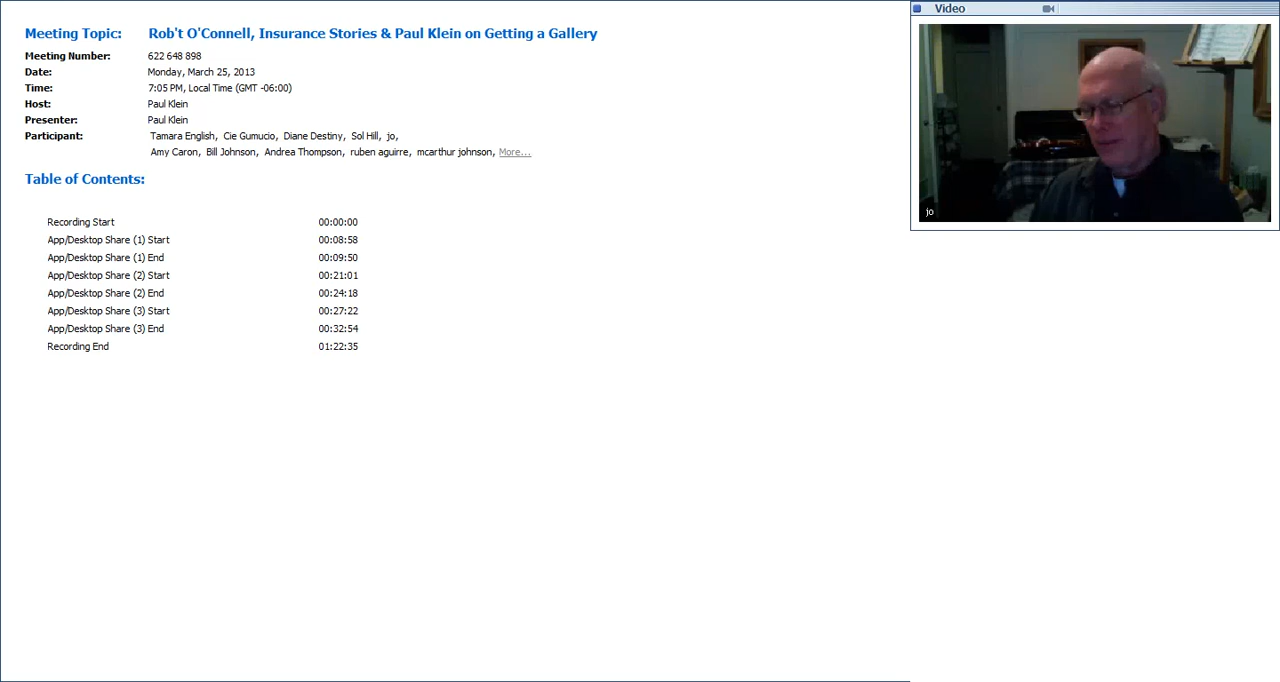 Video
Meeting Topic: Rob't O'Connell, Insurance Stories & Paul Klein on Getting a Gallery
Meeting Number: 622 648 898
Date: Monday, March 25, 2013
Time: 7:05 PM, Local Time (GMT -06:00)
Host: Paul Klein
Presenter: Paul Klein
Participant: Tamara English, Cie Gumucio, Diane Destiny, Sol Hill, jo,
Amy Caron, Bill Johnson, Andrea Thompson, ruben aguirre, mcarthur johnson, More...
Table of Contents:
Recording Start 00:00:00
App/Desktop Share (1) Start 00:08:58
App/Desktop Share (1) End 00:09:50
App/Desktop Share (2) Start 00:21:01
App/Desktop Share (2) End 00:24:18
App/Desktop Share (3) Start 00:27:22
App/Desktop Share (3) End 00:32:54
Recording End 01:22:35
jo